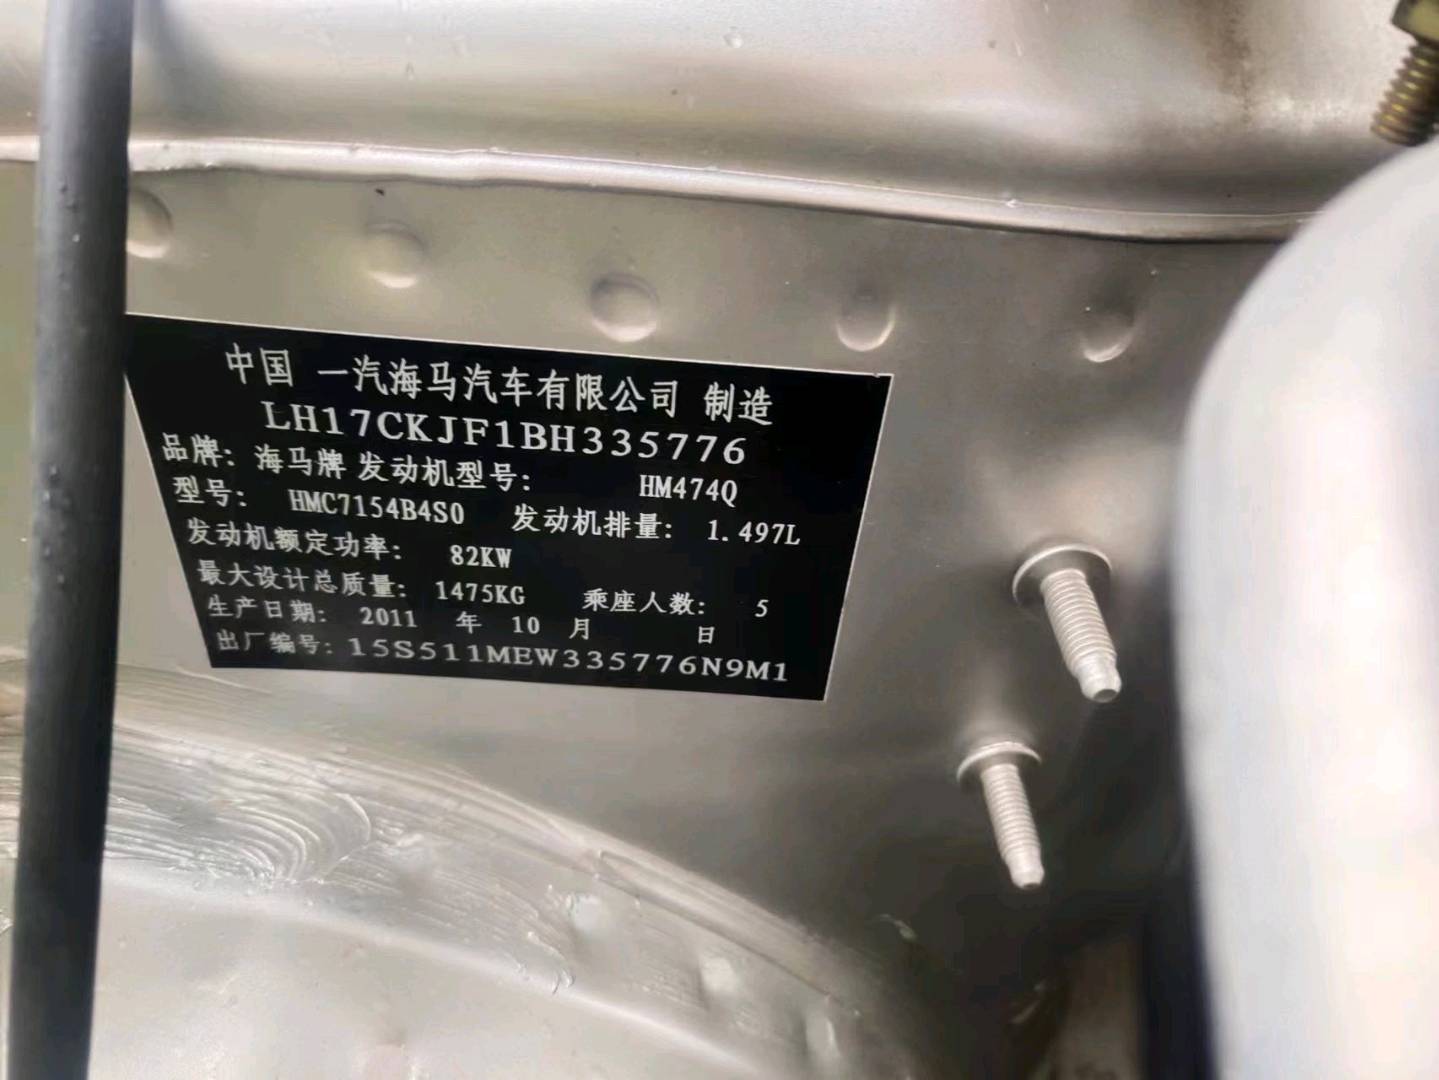 中国 一汽海马汽车有限公司 制造
LH17CKJF1BH335776
品牌: 海马牌 发动机型号: HM474Q
型号: HMC7154B4S0 发动机排量: 1.497L
发动机额定功率: 82KW
最大设计总质量: 1475KG 乘座人数: 5
生产日期: 2011 年 10 月 日
出厂编号: 15S511MEW335776N9M1